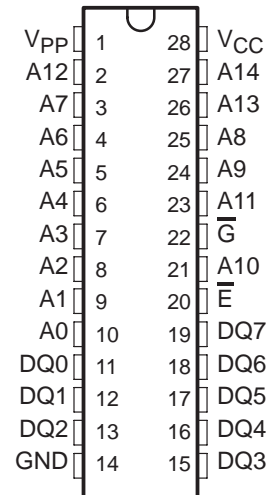 VPP 1 28 VCC
A12 2 27 A14
A7 3 26 A13
A6 4 25 A8
A5 5 24 A9
A4 6 23 A11
A3 7 22 G̅
A2 8 21 A10
A1 9 20 E̅
A0 10 19 DQ7
DQ0 11 18 DQ6
DQ1 12 17 DQ5
DQ2 13 16 DQ4
GND 14 15 DQ3